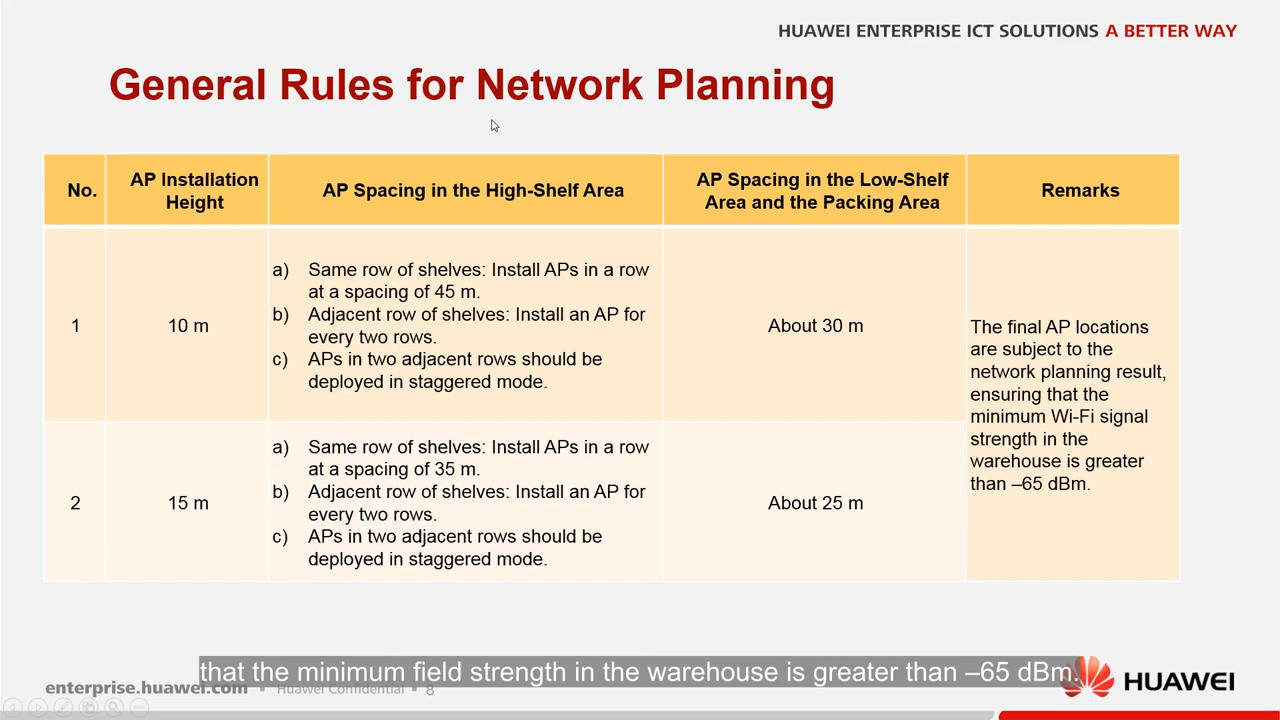 HUAWEI ENTERPRISE ICT SOLUTIONS A BETTER WAY
General Rules for Network Planning
No.
AP Installation
Height
AP Spacing in the High-Shelf Area
AP Spacing in the Low-Shelf
Area and the Packing Area
Remarks
1
10 m
a) Same row of shelves: Install APs in a row
at a spacing of 45 m.
b) Adjacent row of shelves: Install an AP for
every two rows.
c) APs in two adjacent rows should be
deployed in staggered mode.
About 30 m
The final AP locations
are subject to the
network planning result,
ensuring that the
minimum Wi-Fi signal
strength in the
warehouse is greater
than –65 dBm.
2
15 m
a) Same row of shelves: Install APs in a row
at a spacing of 35 m.
b) Adjacent row of shelves: Install an AP for
every two rows.
c) APs in two adjacent rows should be
deployed in staggered mode.
About 25 m
that the minimum field strength in the warehouse is greater than –65 dBm.
enterprise.huawei.com ▪ Huawei Confidential ▪ 8
HUAWEI